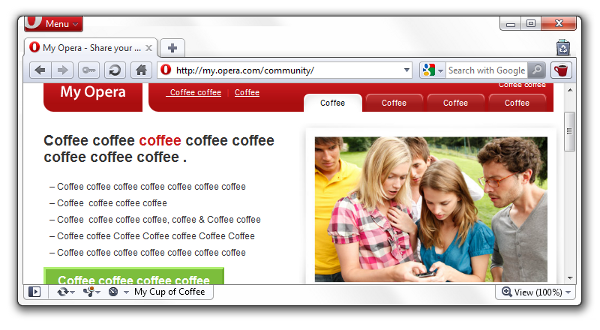 Menu
My Opera - Share your ...
http://my.opera.com/community/
Search with Google
My Opera
Coffee coffee | Coffee
Coffee coffee
Coffee Coffee Coffee Coffee
Coffee coffee coffee coffee coffee
coffee coffee coffee .
– Coffee coffee coffee coffee coffee coffee coffee
– Coffee coffee coffee coffee
– Coffee coffee coffee coffee, coffee & Coffee coffee
– Coffee coffee Coffee Coffee coffee Coffee Coffee
– Coffee coffee coffee coffee coffee coffee coffee
Coffee coffee coffee coffee
My Cup of Coffee
View (100%)